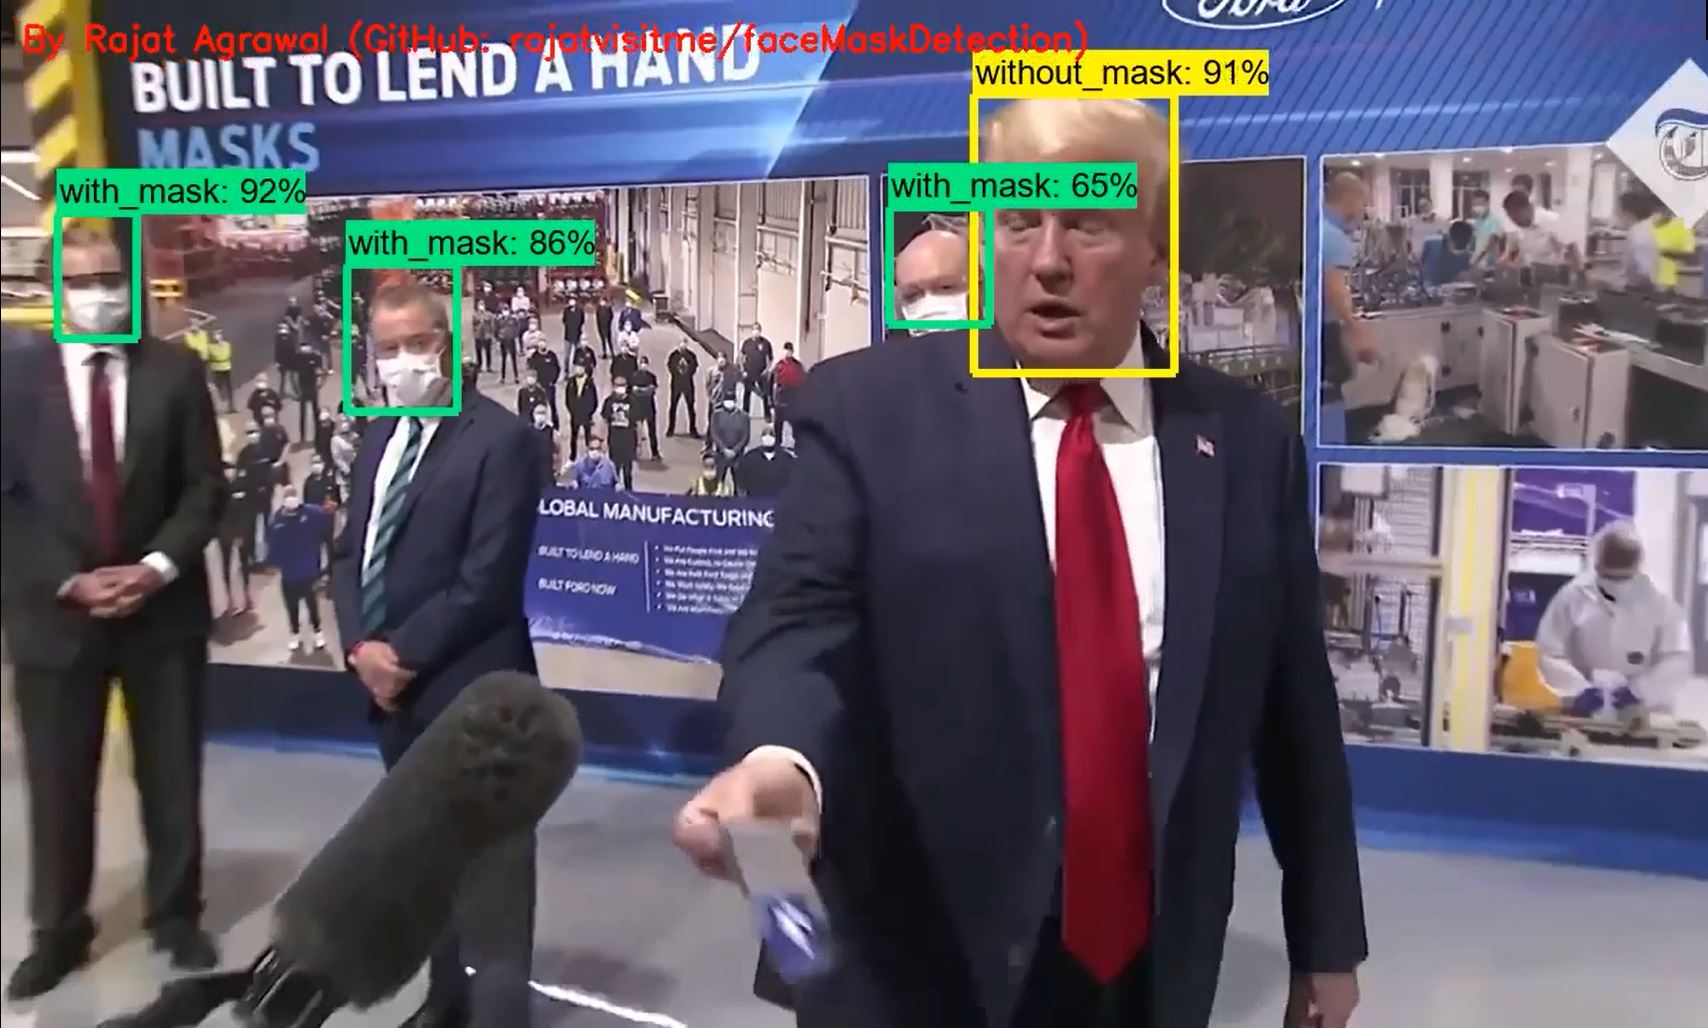 Ford
By Rajat Agrawal (GitHub: rajatvisitme/faceMaskDetection)
BUILT TO LEND A HAND
MASKS
without_mask: 91%
with_mask: 92%
with_mask: 65%
with_mask: 86%
LOBAL MANUFACTURING
BUILT TO LEND A HAND
BUILT FORD NOW